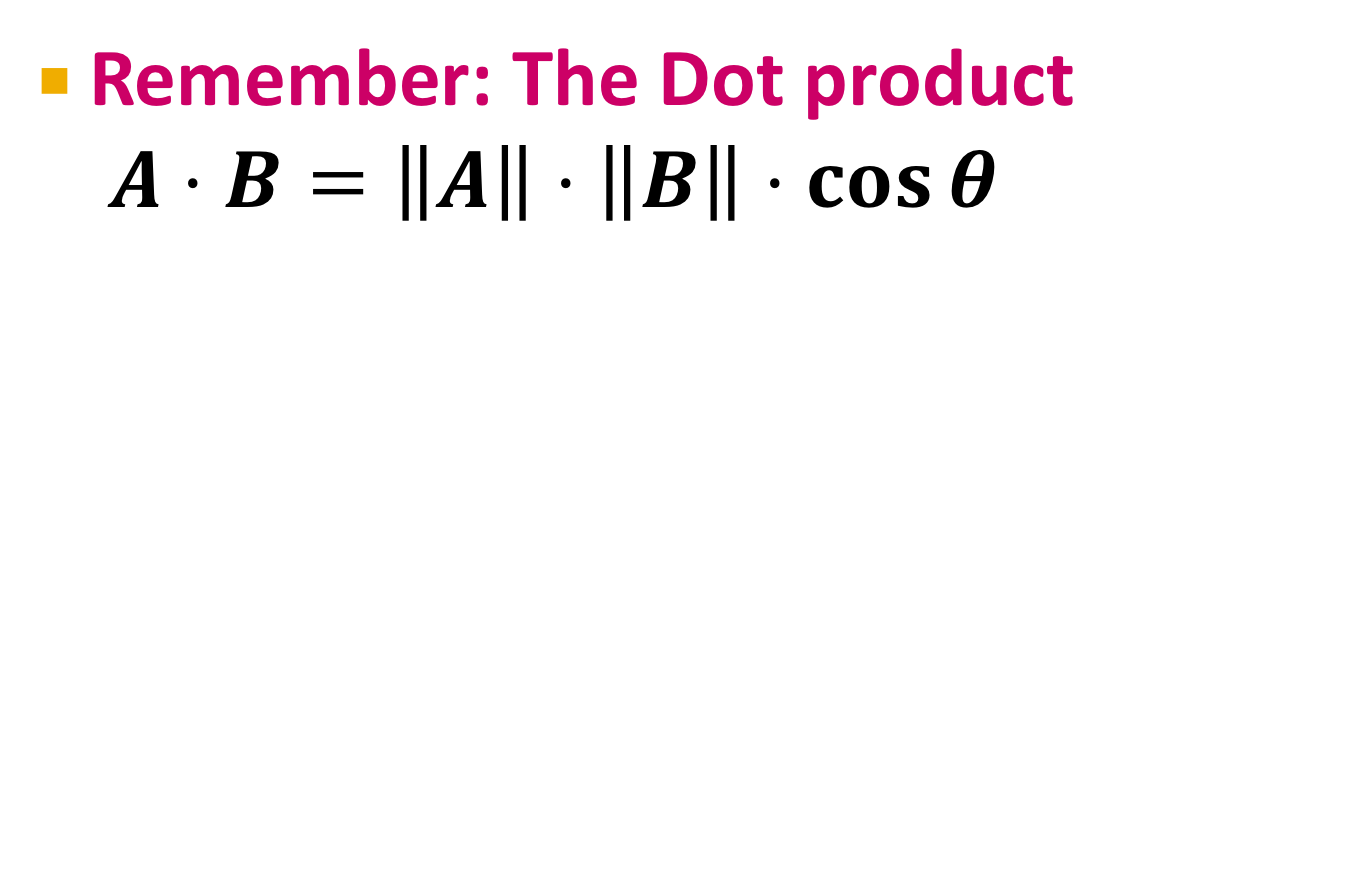 Remember: The Dot product
A · B = ‖A‖ · ‖B‖ · cos θ